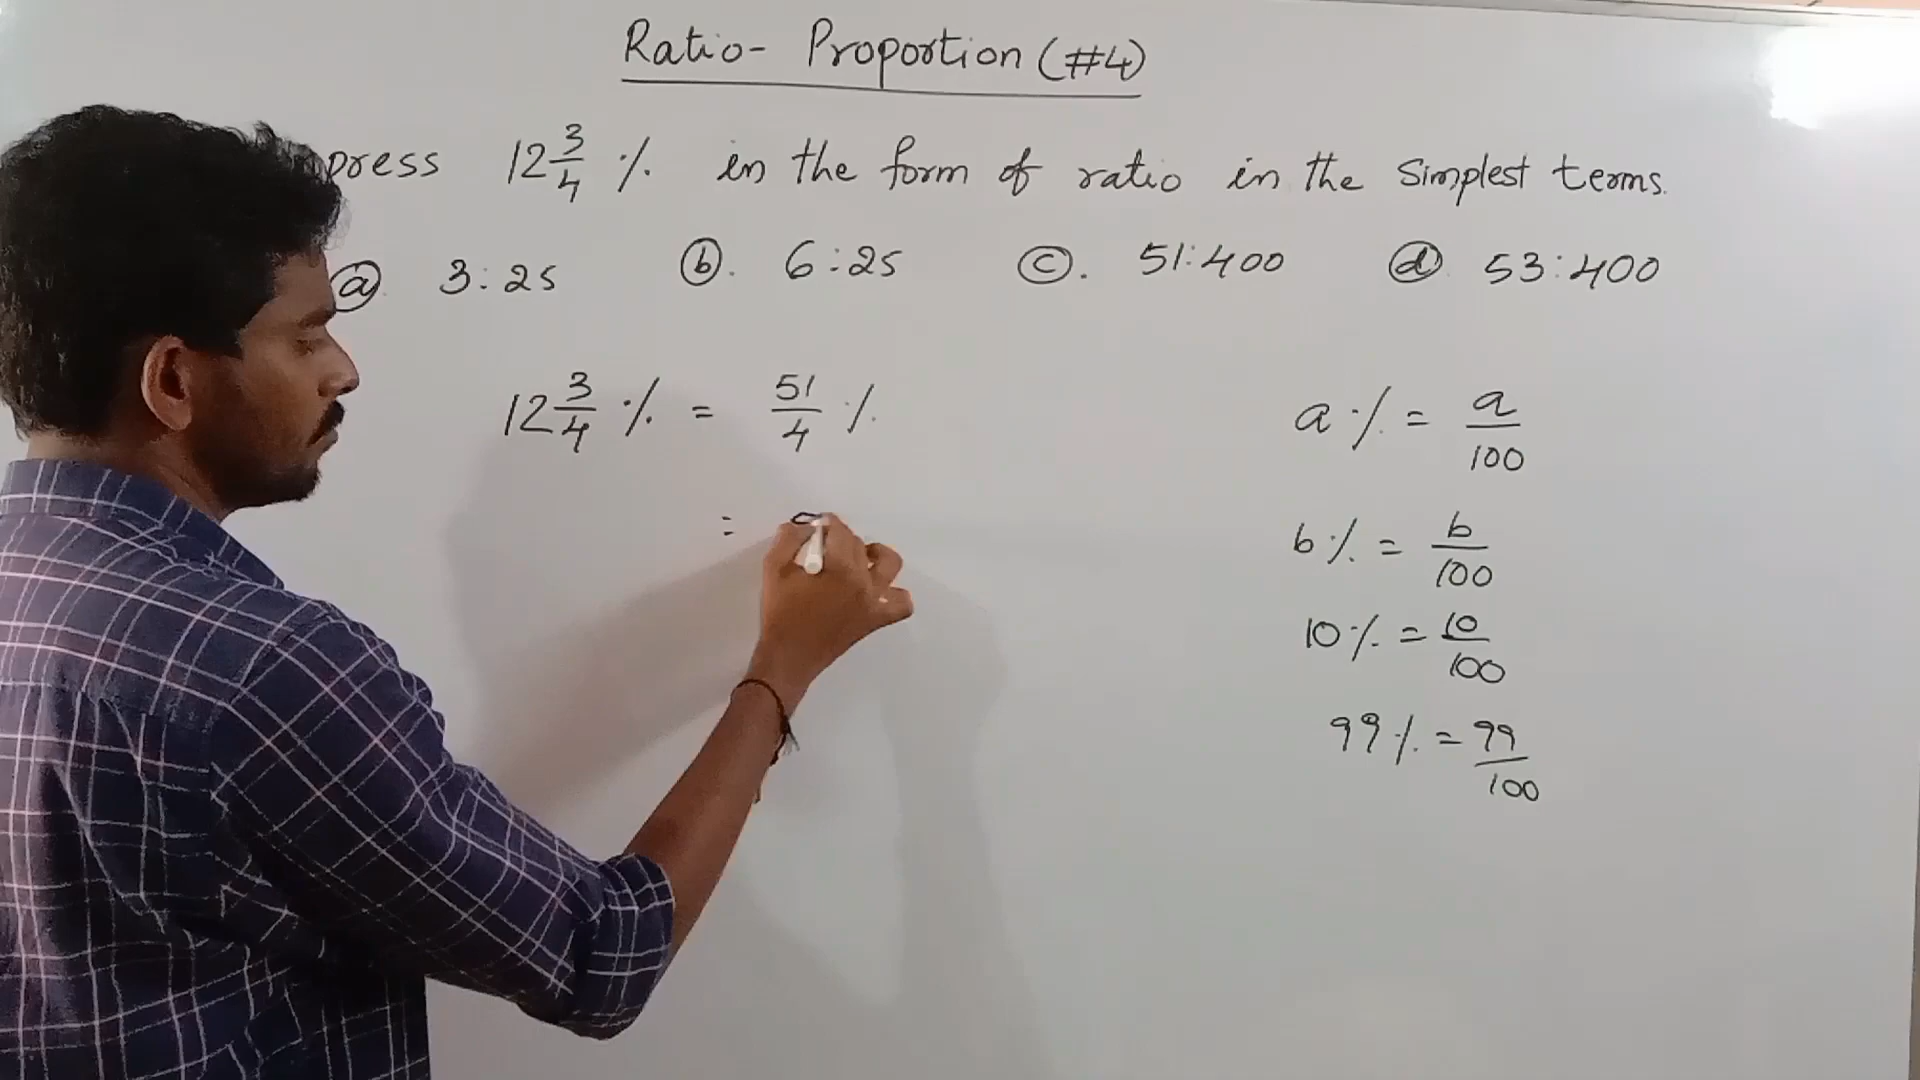 Ratio- Proportion (#4)
press 12 3/4 % in the form of ratio in the simplest terms.
(a) 3:25 (b). 6:25 (c). 51:400 (d) 53:400
12 3/4 % = 51/4 %
=
a % = a/100
b % = b/100
10 % = 10/100
99 % = 99/100